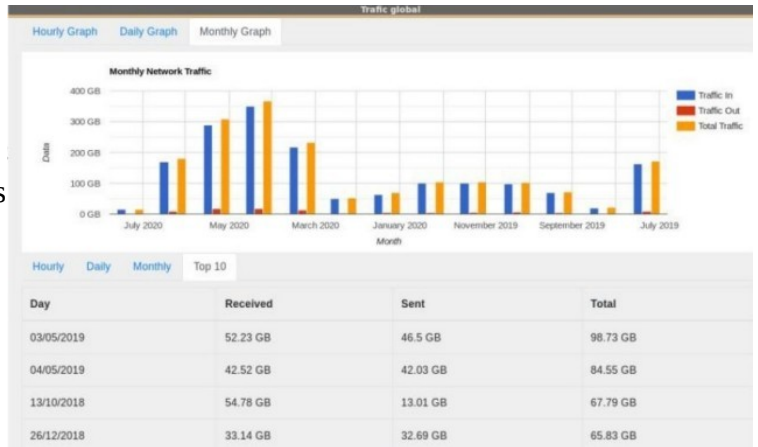 Trafic global
Hourly Graph Daily Graph Monthly Graph
Monthly Network Traffic
400 GB
300 GB
200 GB
100 GB
0 GB
Data
Traffic In
Traffic Out
Total Traffic
July 2020 May 2020 March 2020 January 2020 November 2019 September 2019 July 2019
Month
s
Hourly Daily Monthly Top 10
Day Received Sent Total
03/05/2019 52.23 GB 46.5 GB 98.73 GB
04/05/2019 42.52 GB 42.03 GB 84.55 GB
13/10/2018 54.78 GB 13.01 GB 67.79 GB
26/12/2018 33.14 GB 32.69 GB 65.83 GB